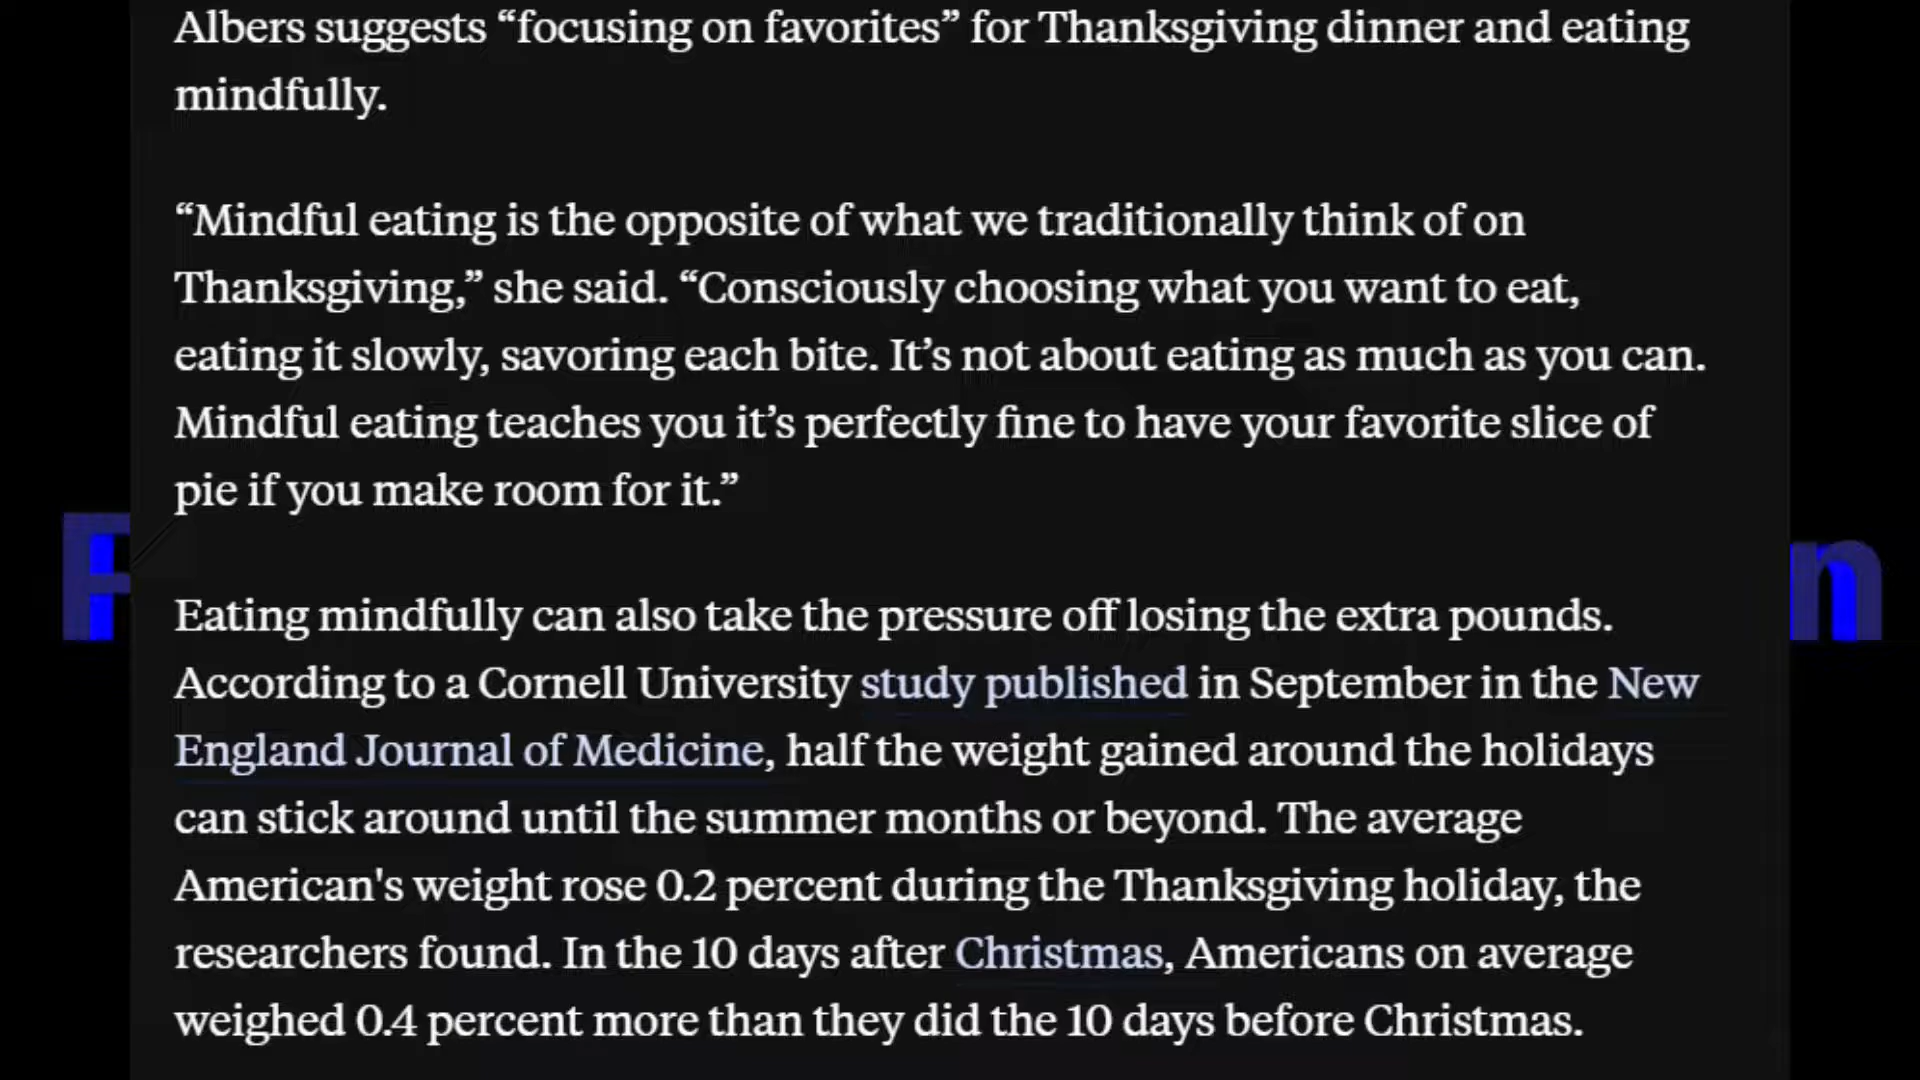 Albers suggests “focusing on favorites” for Thanksgiving dinner and eating
mindfully.
“Mindful eating is the opposite of what we traditionally think of on
Thanksgiving,” she said. “Consciously choosing what you want to eat,
eating it slowly, savoring each bite. It’s not about eating as much as you can.
Mindful eating teaches you it’s perfectly fine to have your favorite slice of
pie if you make room for it.”
Eating mindfully can also take the pressure off losing the extra pounds.
According to a Cornell University study published in September in the New
England Journal of Medicine, half the weight gained around the holidays
can stick around until the summer months or beyond. The average
American's weight rose 0.2 percent during the Thanksgiving holiday, the
researchers found. In the 10 days after Christmas, Americans on average
weighed 0.4 percent more than they did the 10 days before Christmas.